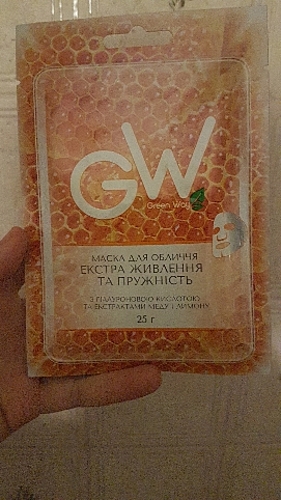 GW
Green Way
МАСКА ДЛЯ ОБЛИЧЧЯ
ЕКСТРА ЖИВЛЕННЯ
ТА ПРУЖНІСТЬ
З ГІАЛУРОНОВОЮ КИСЛОТОЮ
ТА ЕКСТРАКТАМИ МЕДУ І ЛИМОНУ
25 г